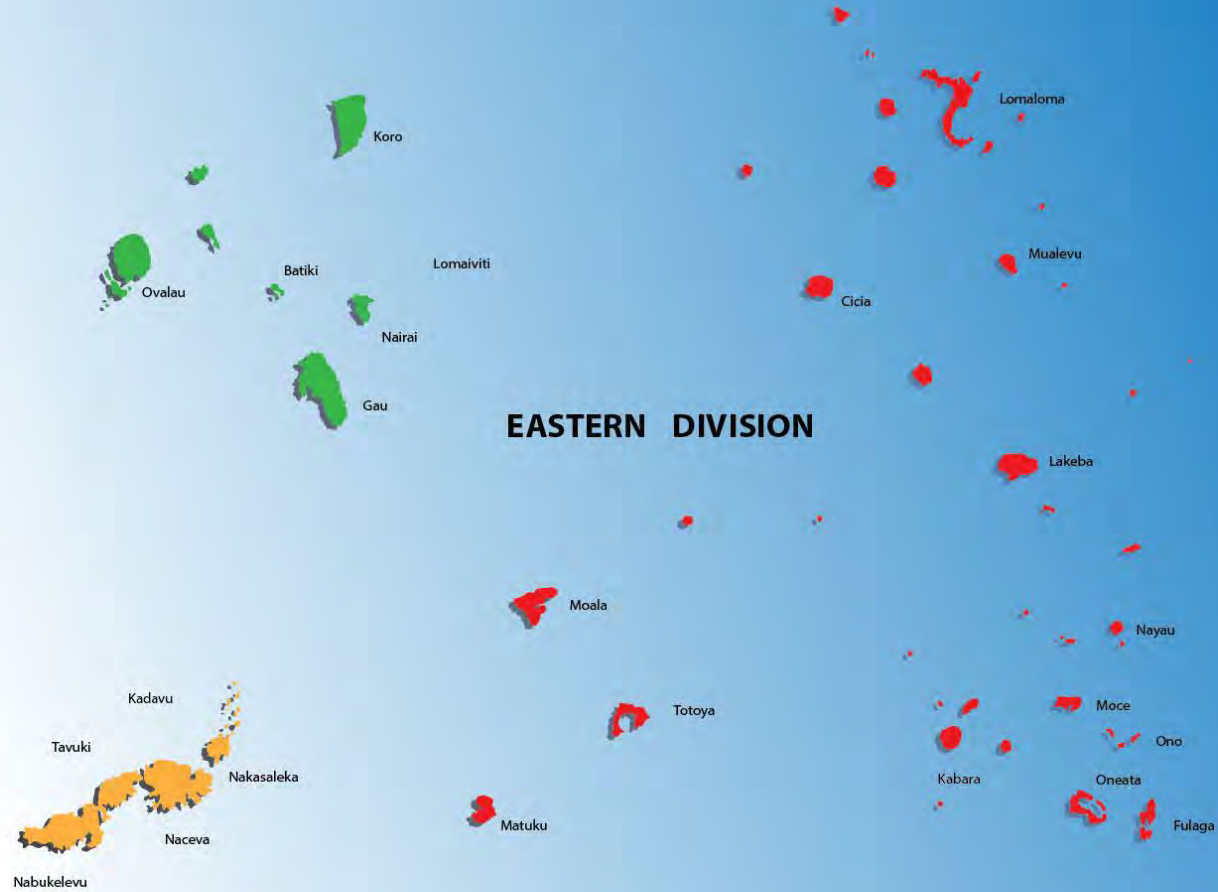 Lomaloma
Koro
Mualevu
Lomaiviti
Batiki
Ovalau
Cicia
Nairai
Gau
EASTERN DIVISION
Lakeba
Moala
Nayau
Kadavu
Totoya
Moce
Tavuki
Ono
Nakasaleka
Kabara
Oneata
Matuku
Fulaga
Naceva
Nabukelevu